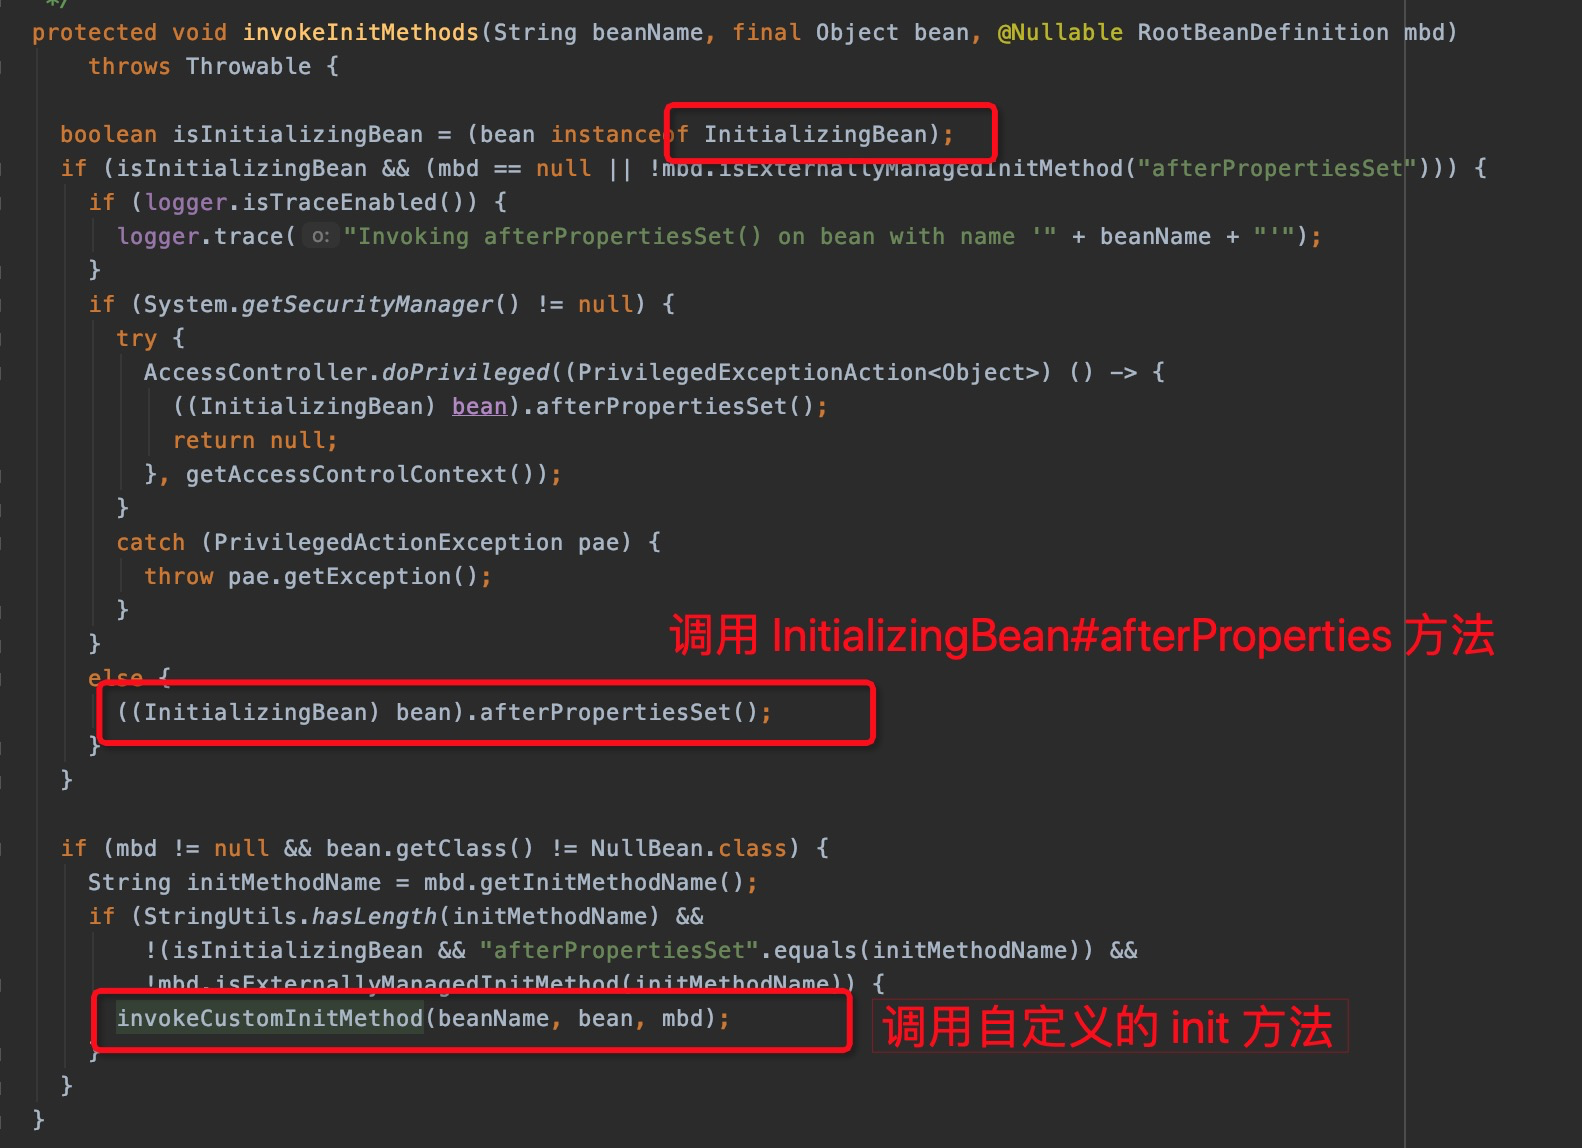 */
protected void invokeInitMethods(String beanName, final Object bean, @Nullable RootBeanDefinition mbd)
throws Throwable {
boolean isInitializingBean = (bean instanceof InitializingBean);
if (isInitializingBean && (mbd == null || !mbd.isExternallyManagedInitMethod("afterPropertiesSet"))) {
if (logger.isTraceEnabled()) {
logger.trace( o: "Invoking afterPropertiesSet() on bean with name '" + beanName + "'");
}
if (System.getSecurityManager() != null) {
try {
AccessController.doPrivileged((PrivilegedExceptionAction<Object>) () -> {
((InitializingBean) bean).afterPropertiesSet();
return null;
}, getAccessControlContext());
}
catch (PrivilegedActionException pae) {
throw pae.getException();
}
}
调用 InitializingBean#afterProperties 方法
else {
((InitializingBean) bean).afterPropertiesSet();
}
}
if (mbd != null && bean.getClass() != NullBean.class) {
String initMethodName = mbd.getInitMethodName();
if (StringUtils.hasLength(initMethodName) &&
!(isInitializingBean && "afterPropertiesSet".equals(initMethodName)) &&
!mbd.isExternallyManagedInitMethod(initMethodName)) {
invokeCustomInitMethod(beanName, bean, mbd);
调用自定义的 init 方法
}
}
}